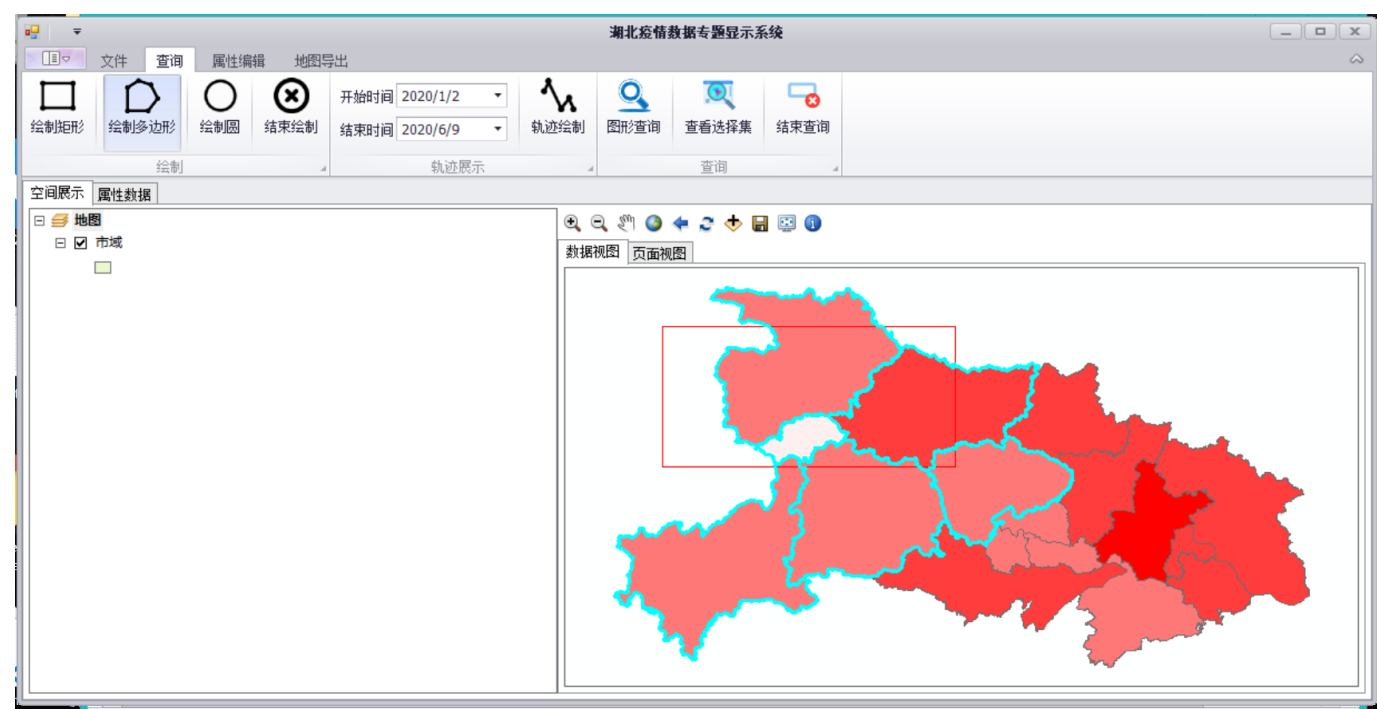 湖北疫情数据专题显示系统
文件 查询 属性编辑 地图导出
绘制矩形 绘制多边形 绘制圆 结束绘制
开始时间 2020/1/2
结束时间 2020/6/9
轨迹绘制 图形查询 查看选择集 结束查询
绘制 轨迹展示 查询
空间展示 属性数据
地图
市域
数据视图 页面视图